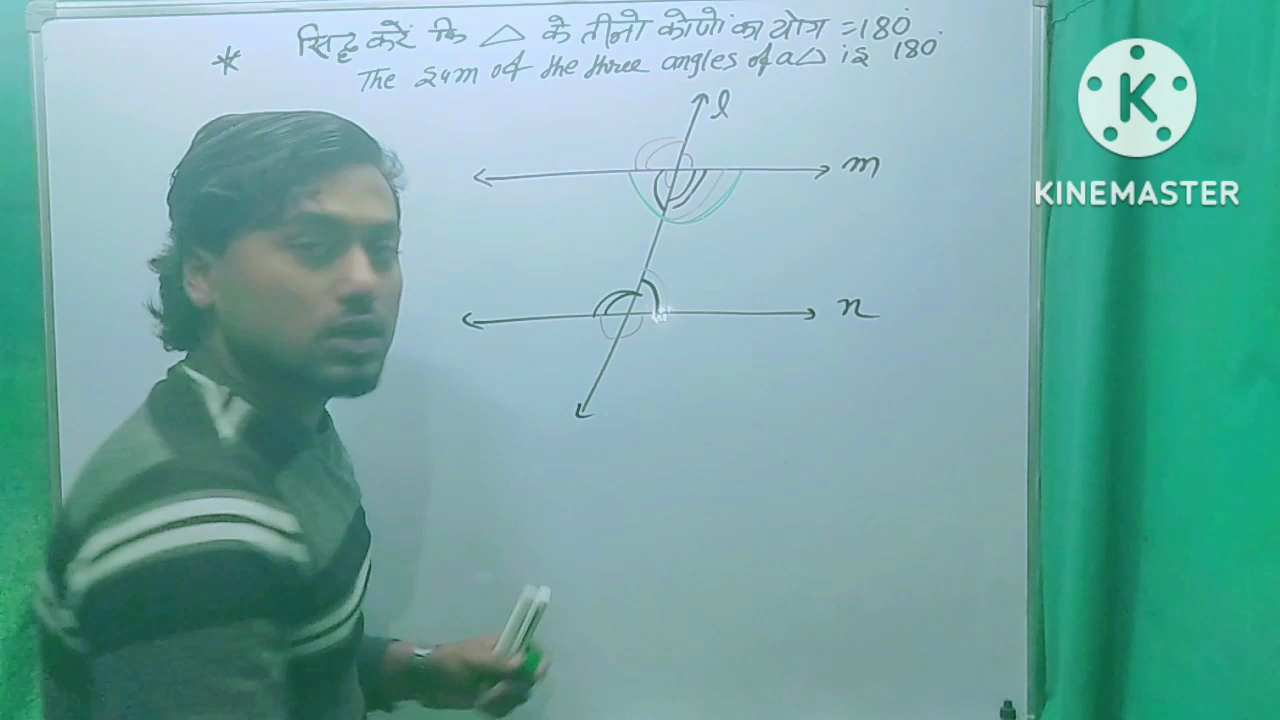 सिद्ध करें कि △ के तीनो कोणों का योग = 180°
* The sum of the three angles of a △ is 180°
l
m
n
K
KINEMASTER